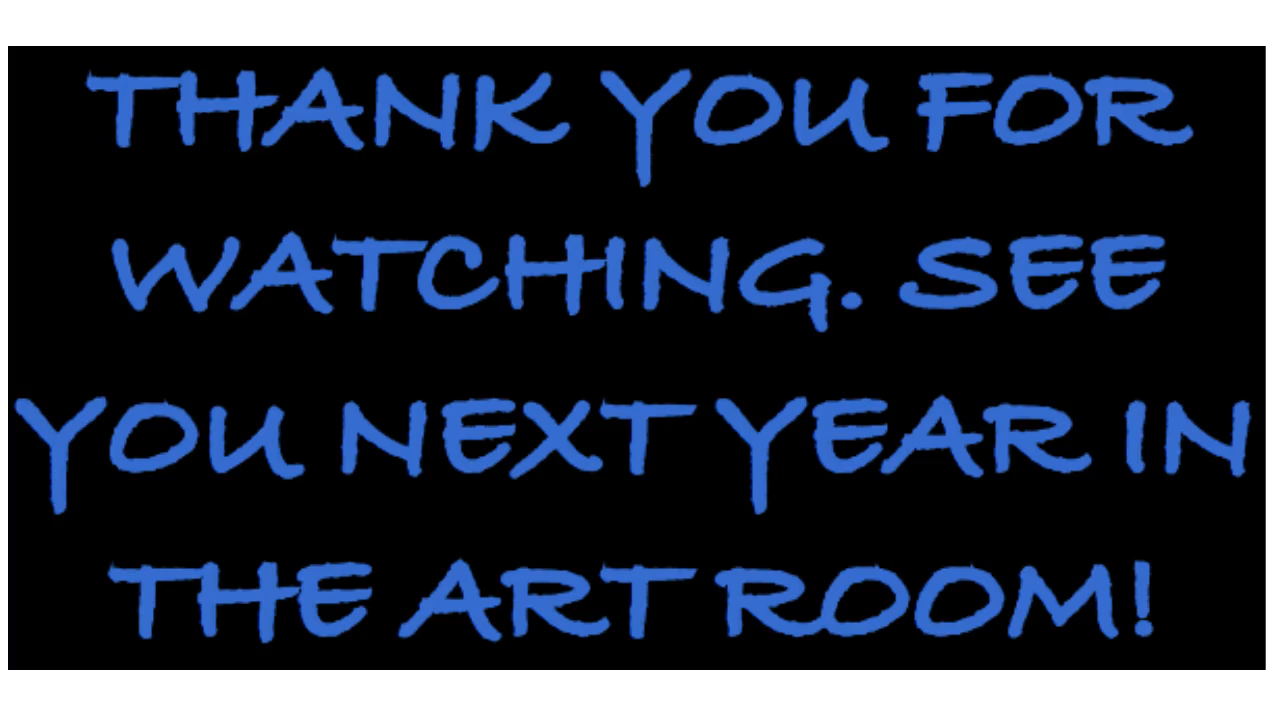 THANK YOU FOR
WATCHING. SEE
YOU NEXT YEAR IN
THE ART ROOM!